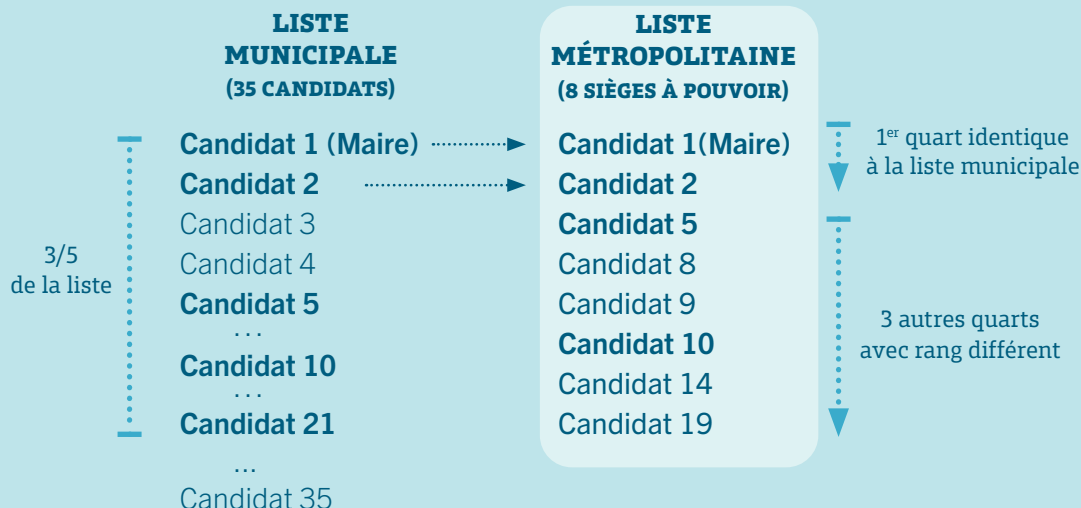 LISTE
MUNICIPALE
(35 CANDIDATS)
3/5
de la liste
Candidat 1 (Maire)
Candidat 2
Candidat 3
Candidat 4
Candidat 5
...
Candidat 10
...
Candidat 21
...
Candidat 35
LISTE
MÉTROPOLITAINE
(8 SIÈGES À POUVOIR)
Candidat 1(Maire)
Candidat 2
Candidat 5
Candidat 8
Candidat 9
Candidat 10
Candidat 14
Candidat 19
1er quart identique
à la liste municipale
3 autres quarts
avec rang différent